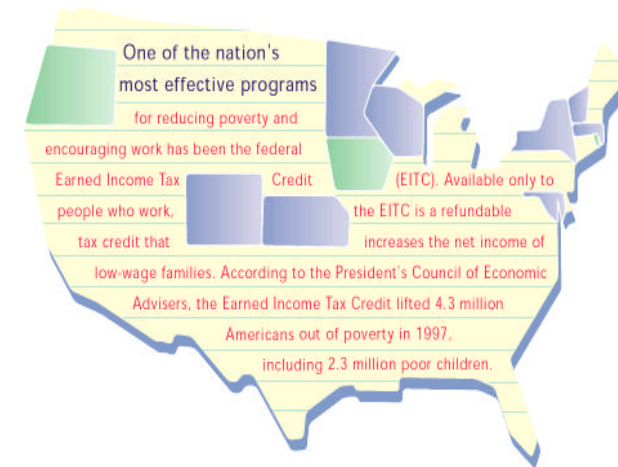 One of the nation's
most effective programs
for reducing poverty and
encouraging work has been the federal
Earned Income Tax Credit (EITC). Available only to
people who work, the EITC is a refundable
tax credit that increases the net income of
low-wage families. According to the President's Council of Economic
Advisers, the Earned Income Tax Credit lifted 4.3 million
Americans out of poverty in 1997,
including 2.3 million poor children.